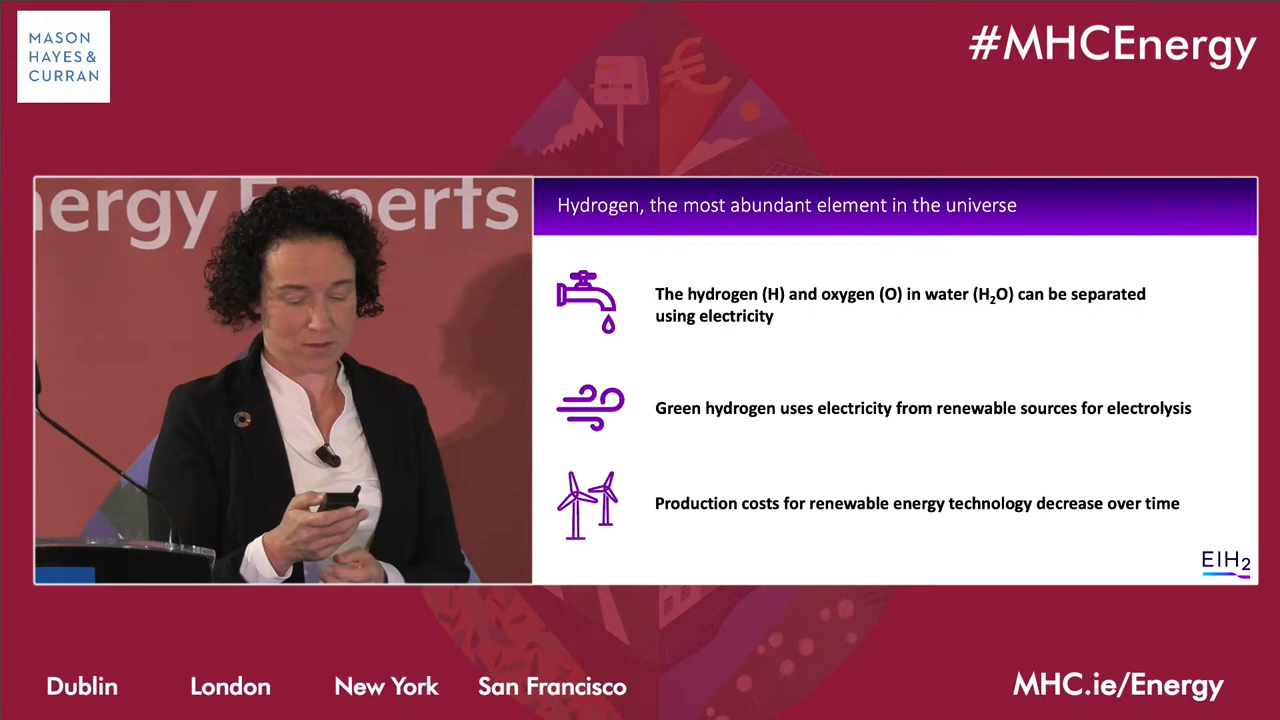 MASON
HAYES &
CURRAN
#MHCEnergy
nergy Experts
Hydrogen, the most abundant element in the universe
The hydrogen (H) and oxygen (O) in water (H₂O) can be separated
using electricity
Green hydrogen uses electricity from renewable sources for electrolysis
Production costs for renewable energy technology decrease over time
EIH2
Dublin
London
New York
San Francisco
MHC.ie/Energy